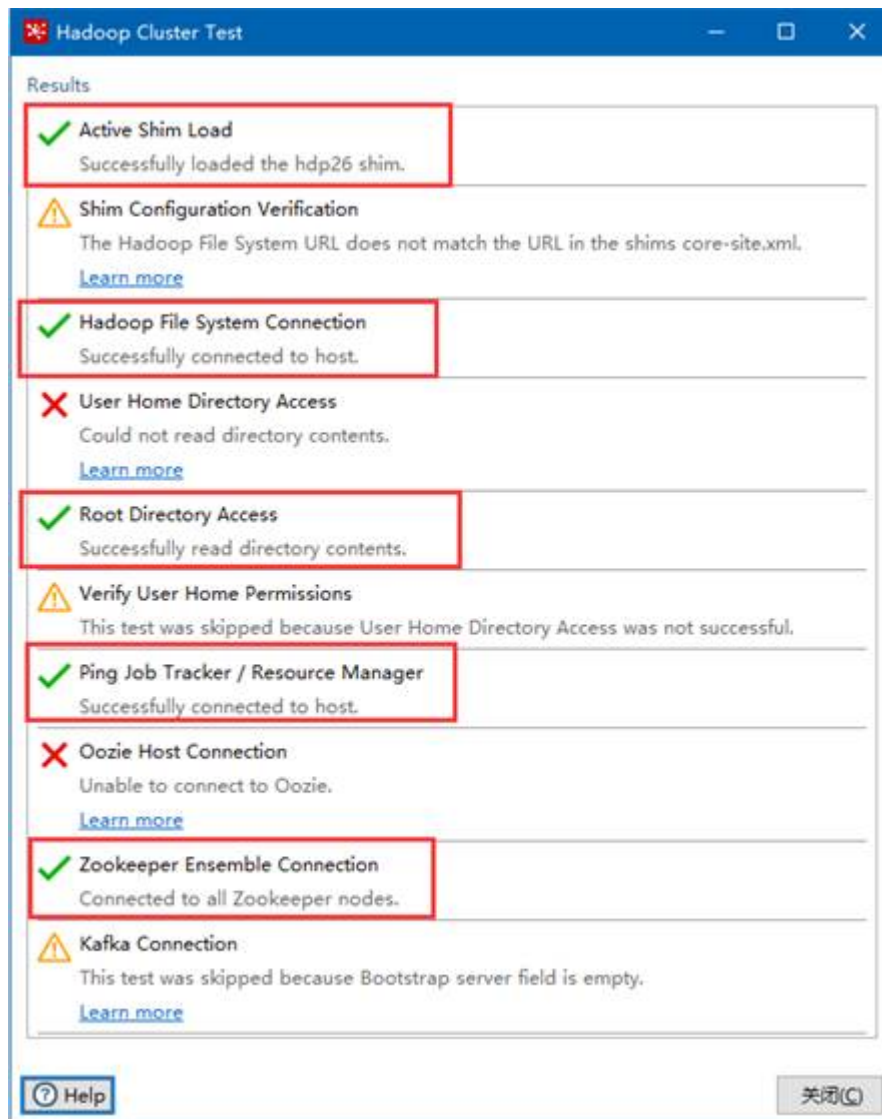 Hadoop Cluster Test
Results
Active Shim Load
Successfully loaded the hdp26 shim.
Shim Configuration Verification
The Hadoop File System URL does not match the URL in the shims core-site.xml.
Learn more
Hadoop File System Connection
Successfully connected to host.
User Home Directory Access
Could not read directory contents.
Learn more
Root Directory Access
Successfully read directory contents.
Verify User Home Permissions
This test was skipped because User Home Directory Access was not successful.
Ping Job Tracker / Resource Manager
Successfully connected to host.
Oozie Host Connection
Unable to connect to Oozie.
Learn more
Zookeeper Ensemble Connection
Connected to all Zookeeper nodes.
Kafka Connection
This test was skipped because Bootstrap server field is empty.
Learn more
Help 关闭(C)